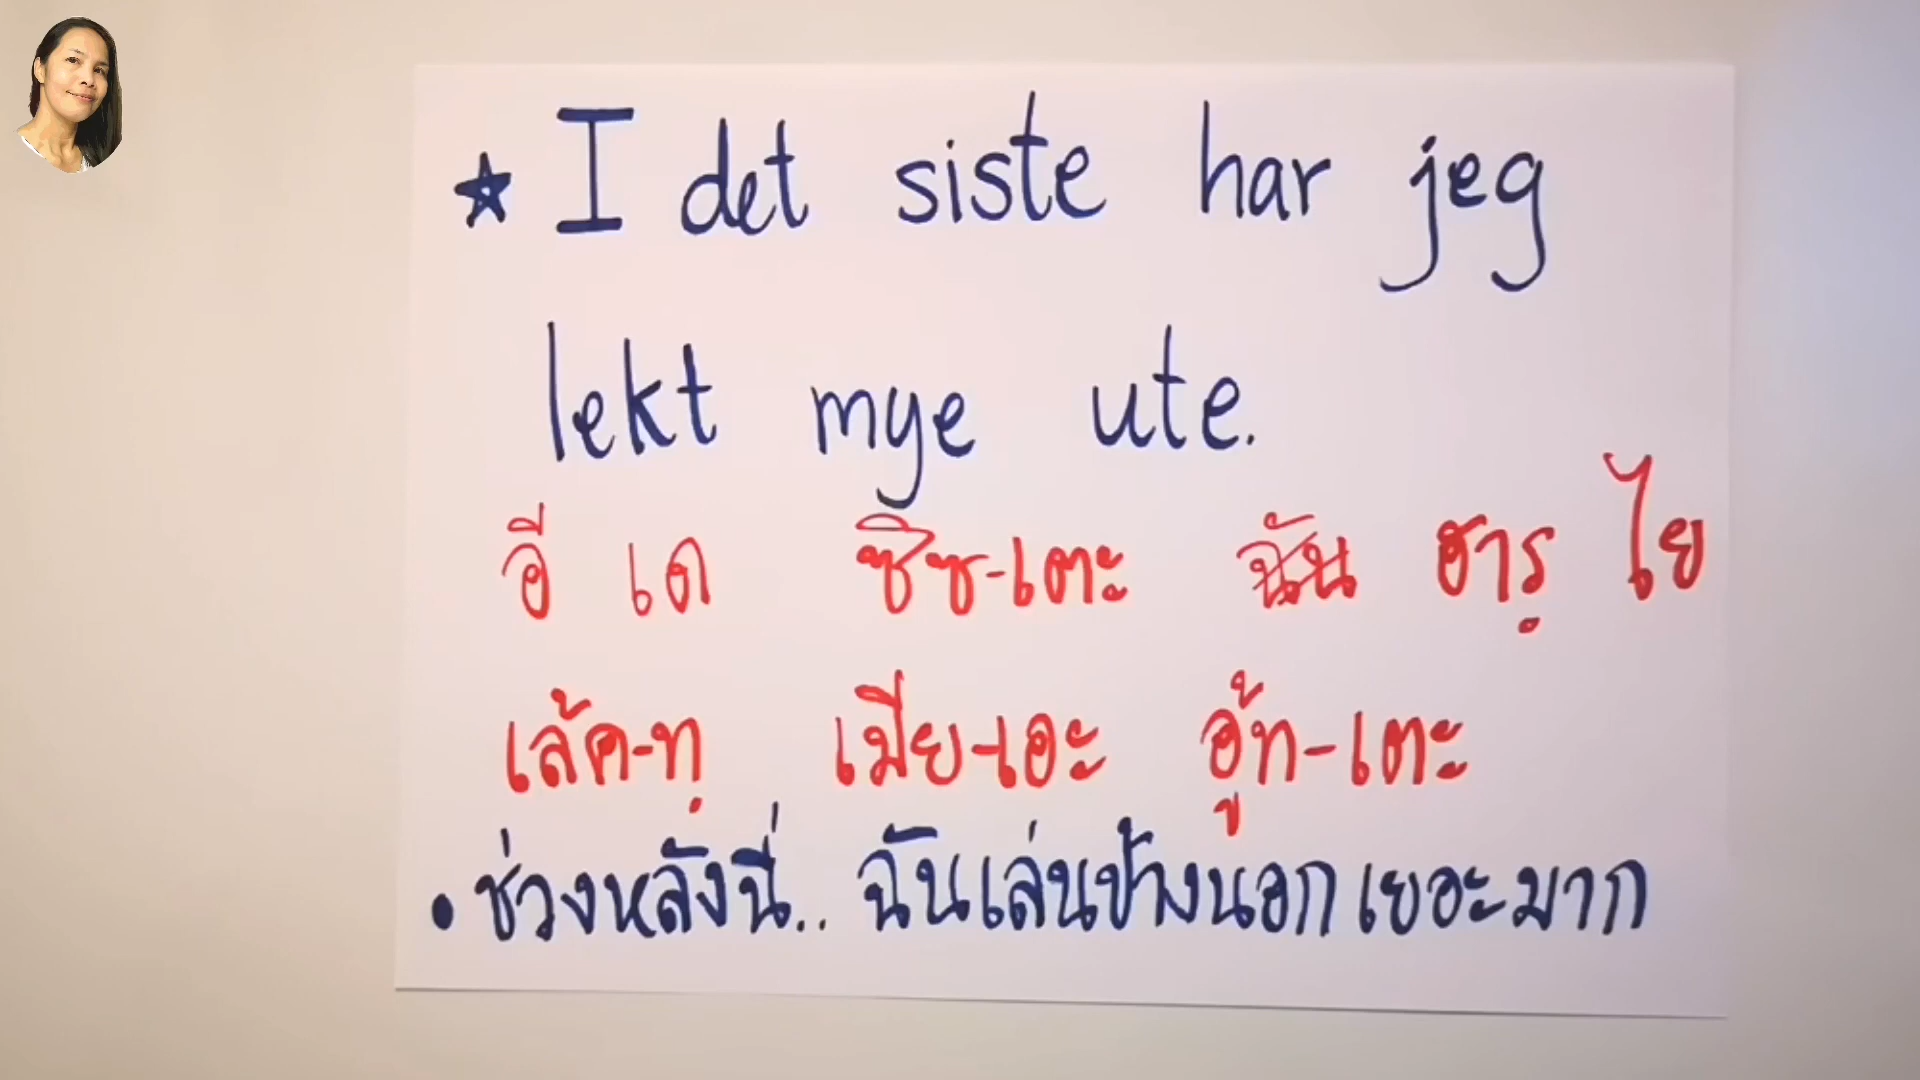 ★ I det siste har jeg
lekt mye ute.
อี เด ซิซ-เตะ ฉัน ฮารฺ ไย
เล้ค-ทฺ เมีย-เอะ อู้ท-เตะ
• ช่วงหลังนี่.. ฉันเล่นข้างนอกเยอะมาก